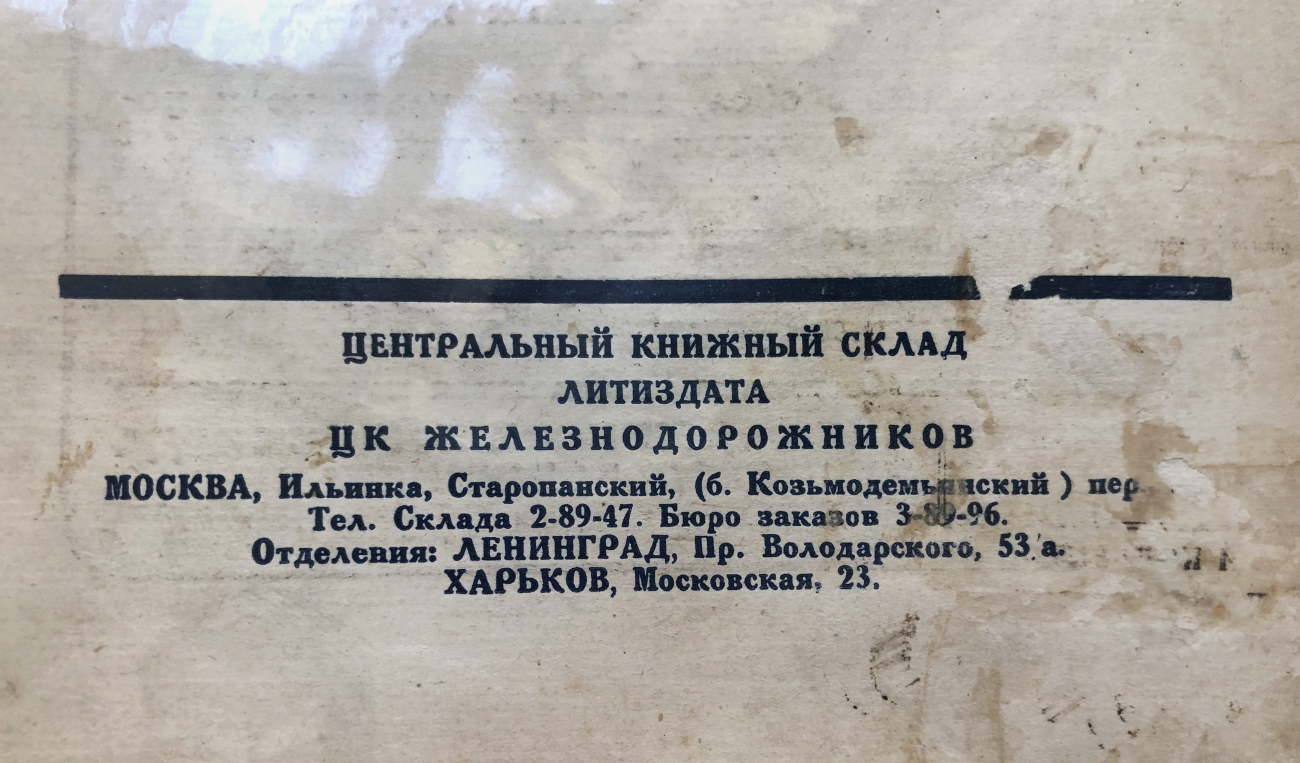 ЦЕНТРАЛЬНЫЙ КНИЖНЫЙ СКЛАД
ЛИТИЗДАТА
ЦК ЖЕЛЕЗНОДОРОЖНИКОВ
МОСКВА, Ильинка, Старопанский, (б. Козьмодемьянский) пер
Тел. Склада 2-89-47. Бюро заказов 3-89-96.
Отделения: ЛЕНИНГРАД, Пр. Володарского, 53 а.
ХАРЬКОВ, Московская, 23.